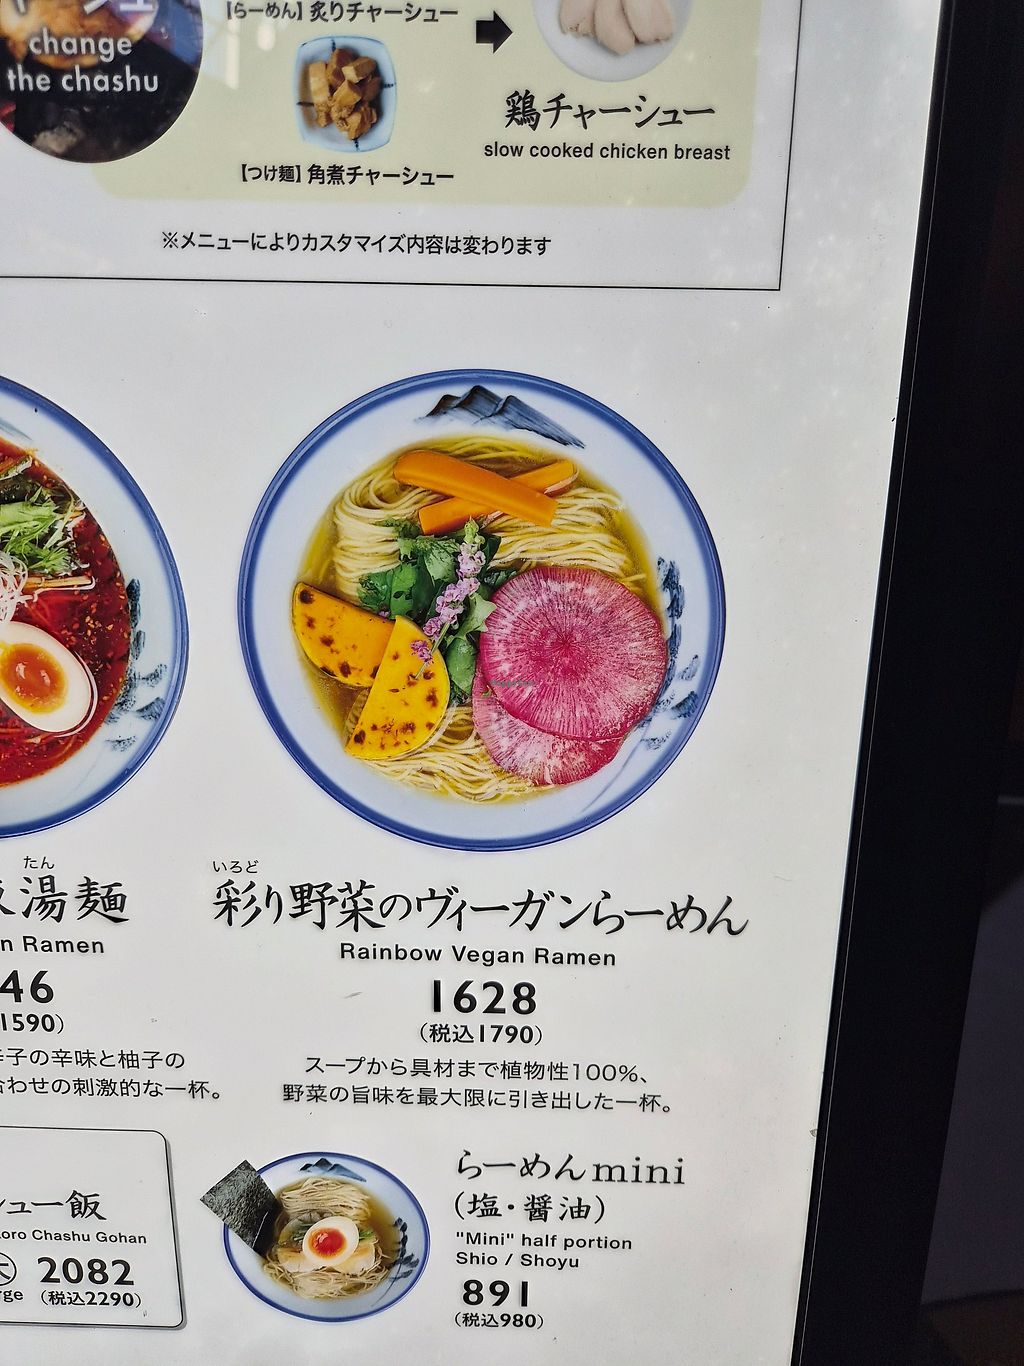 change
the chashu
【らーめん】炙りチャーシュー
【つけ麺】角煮チャーシュー
鶏チャーシュー
slow cooked chicken breast
※メニューによりカスタマイズ内容は変わります
たん
湯麺
n Ramen
46
1590)
辛子の辛味と柚子の
合わせの刺激的な一杯。
いろど
彩り野菜のヴィーガンらーめん
Rainbow Vegan Ramen
1628
(税込1790)
スープから具材まで植物性100%、
野菜の旨味を最大限に引き出した一杯。
シュー飯
oro Chashu Gohan
大 2082
rge (税込2290)
らーめんmini
(塩・醤油)
"Mini" half portion
Shio / Shoyu
891
(税込980)